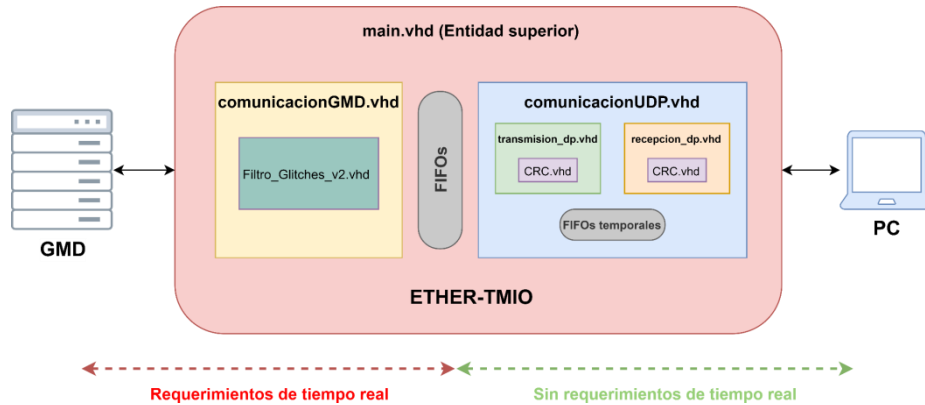 main.vhd (Entidad superior)
comunicacionGMD.vhd
Filtro_Glitches_v2.vhd
FIFOs
comunicacionUDP.vhd
transmision_dp.vhd
CRC.vhd
recepcion_dp.vhd
CRC.vhd
FIFOs temporales
GMD
PC
ETHER-TMIO
Requerimientos de tiempo real
Sin requerimientos de tiempo real